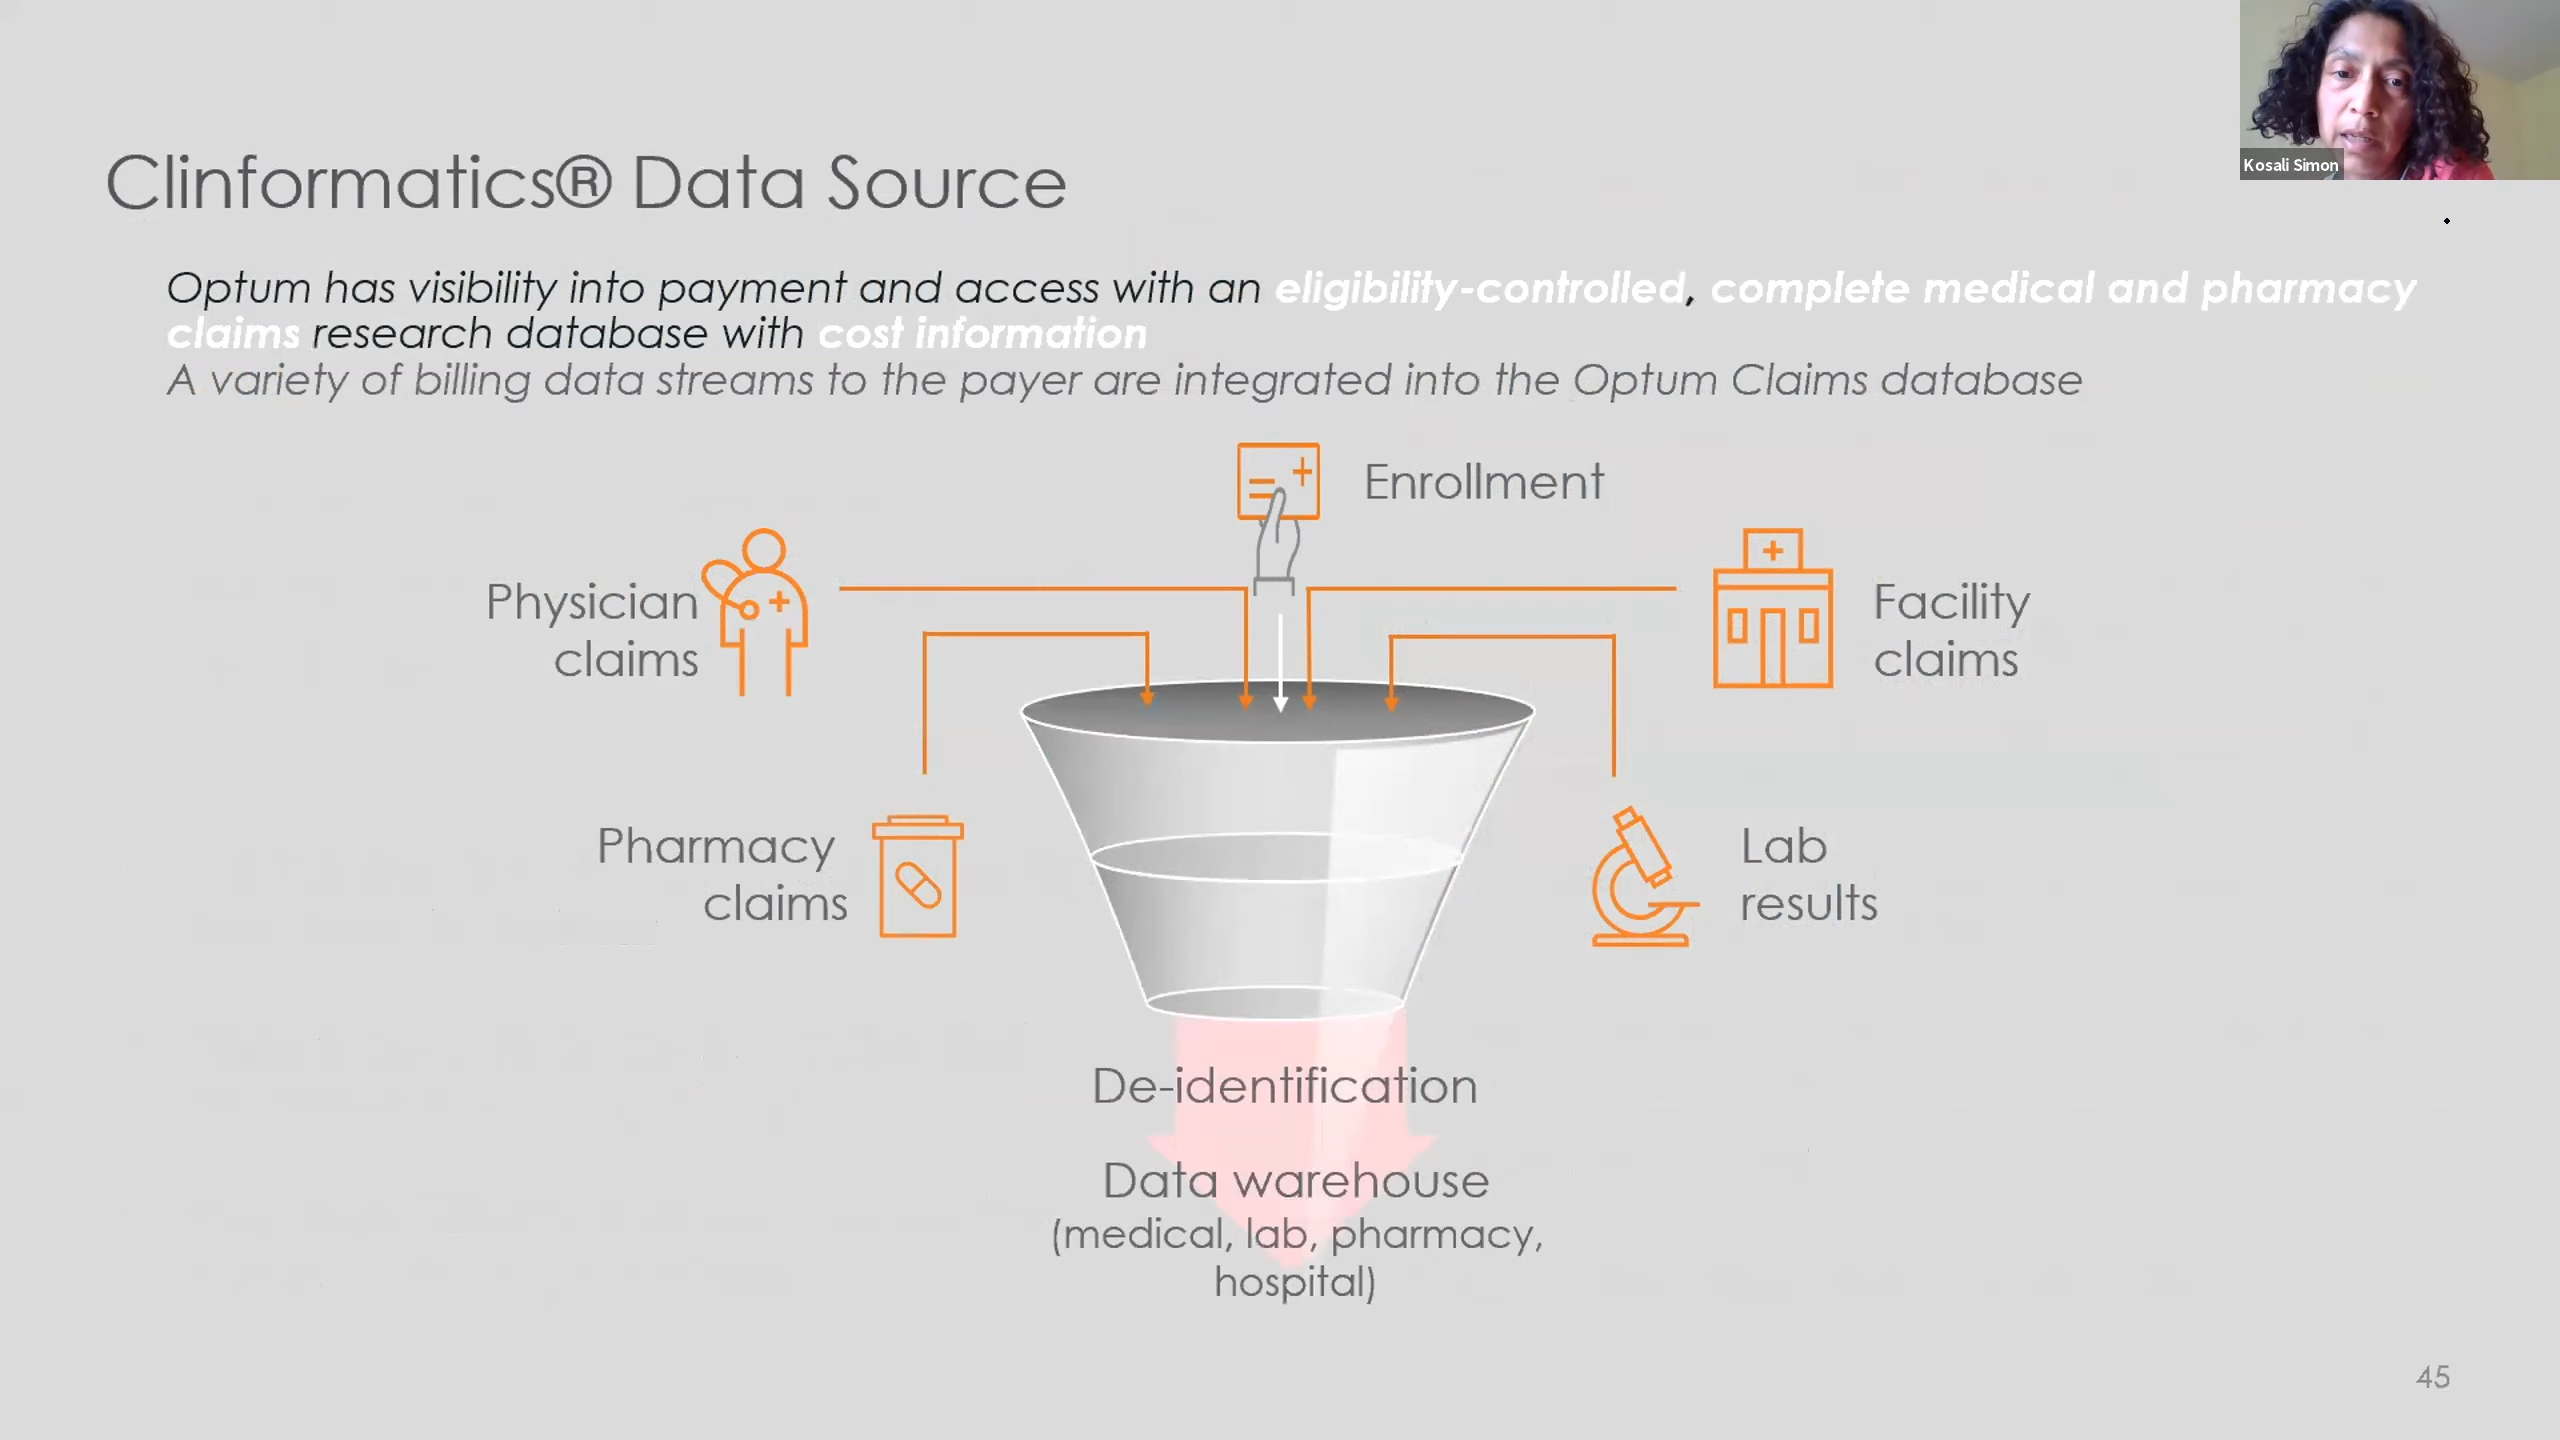 Kosali Simon
Clinformatics® Data Source
Optum has visibility into payment and access with an eligibility-controlled, complete medical and pharmacy
claims research database with cost information
A variety of billing data streams to the payer are integrated into the Optum Claims database
Enrollment
Physician
claims
Facility
claims
Pharmacy
claims
Lab
results
De-identification
Data warehouse
(medical, lab, pharmacy,
hospital)
45